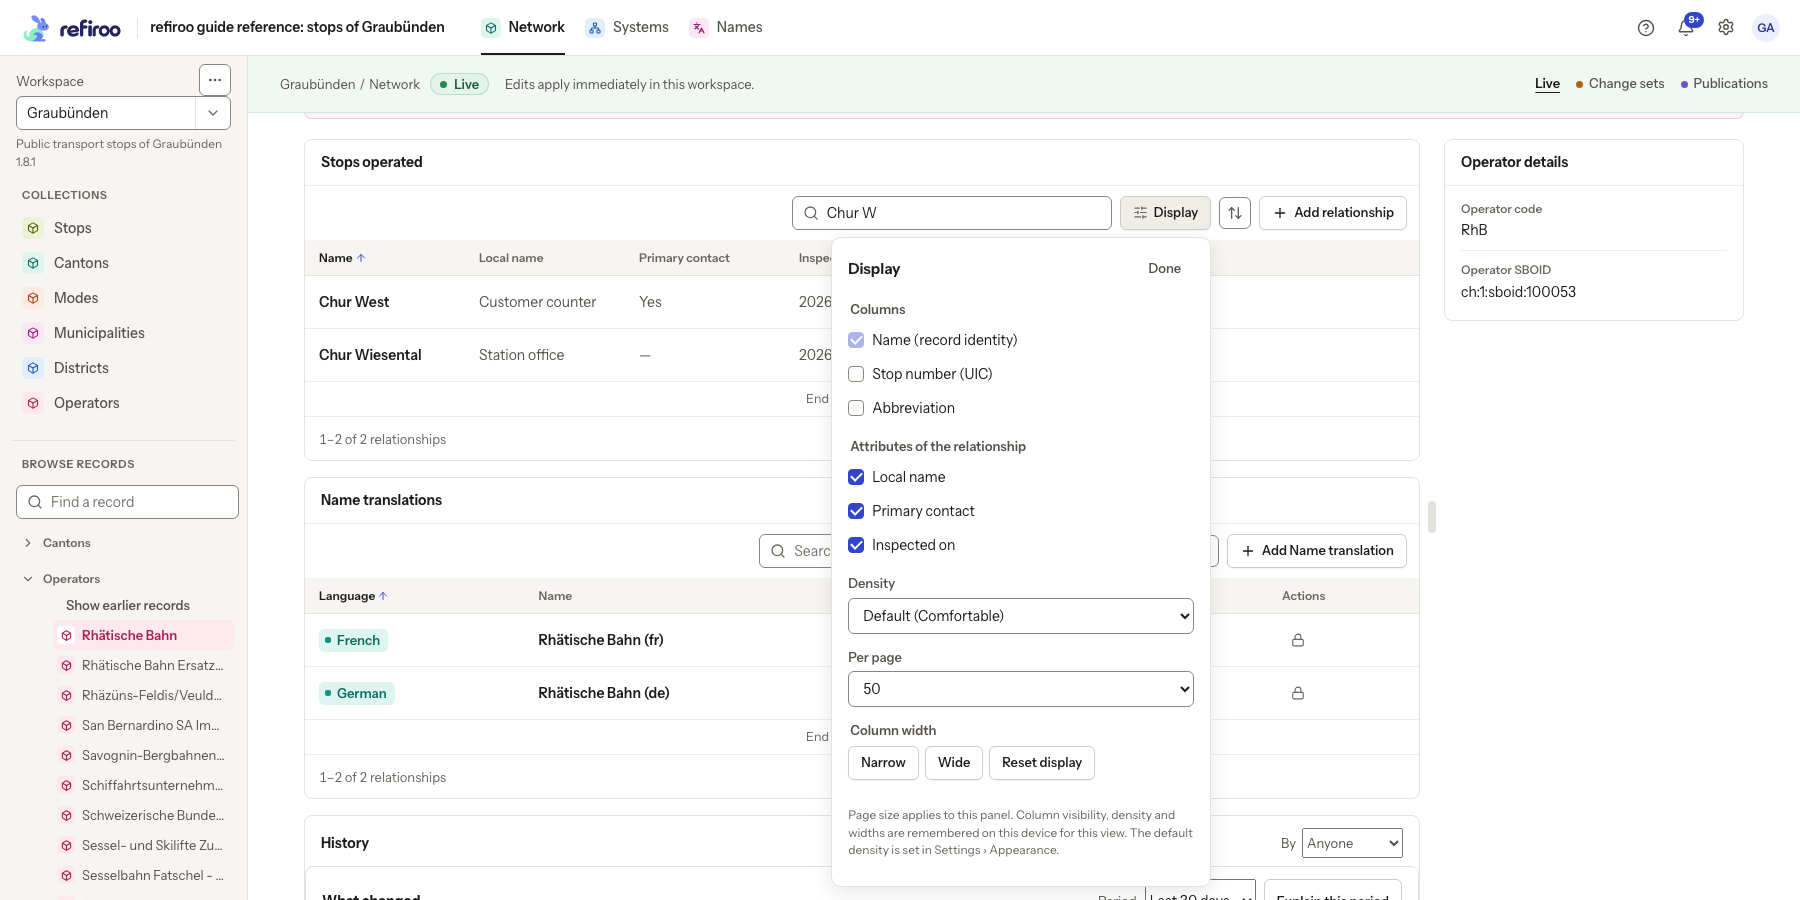 refiroo
refiroo guide reference: stops of Graubünden
Network
Systems
Names
9+
GA
Workspace
Graubünden
Public transport stops of Graubünden
1.8.1
COLLECTIONS
Stops
Cantons
Modes
Municipalities
Districts
Operators
BROWSE RECORDS
Find a record
Cantons
Operators
Show earlier records
Rhätische Bahn
Rhätische Bahn Ersatz...
Rhäzüns-Feldis/Veuld...
San Bernardino SA Im...
Savognin-Bergbahnen...
Schiffahrtsunternehm...
Schweizerische Bunde...
Sessel- und Skilifte Zu...
Sesselbahn Fatschel - ...
Graubünden / Network
Live
Edits apply immediately in this workspace.
Live
Change sets
Publications
Stops operated
Chur W
Display
Add relationship
Name
Local name
Primary contact
Chur West
Customer counter
Yes
2026
Chur Wiesental
Station office
—
2026
End
1–2 of 2 relationships
Name translations
Add Name translation
Language
Name
Actions
French
Rhätische Bahn (fr)
German
Rhätische Bahn (de)
End
1–2 of 2 relationships
History
By
Anyone
Display
Done
Columns
Name (record identity)
Stop number (UIC)
Abbreviation
Attributes of the relationship
Local name
Primary contact
Inspected on
Density
Default (Comfortable)
Per page
50
Column width
Narrow
Wide
Reset display
Page size applies to this panel. Column visibility, density and
widths are remembered on this device for this view. The default
density is set in Settings › Appearance.
Operator details
Operator code
RhB
Operator SBOID
ch:1:sboid:100053
What changed
Period
Last 30 days
Explain this period